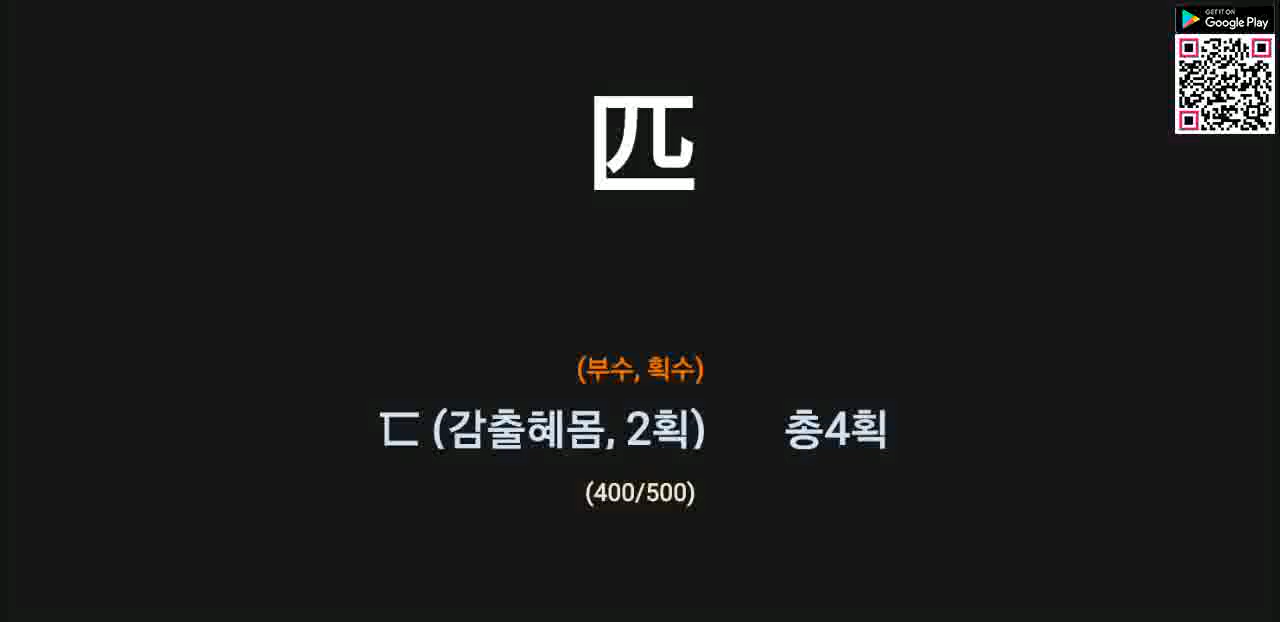 GET IT ON
Google Play
匹
(부수, 획수)
匸 (감출혜몸, 2획) 총4획
(400/500)